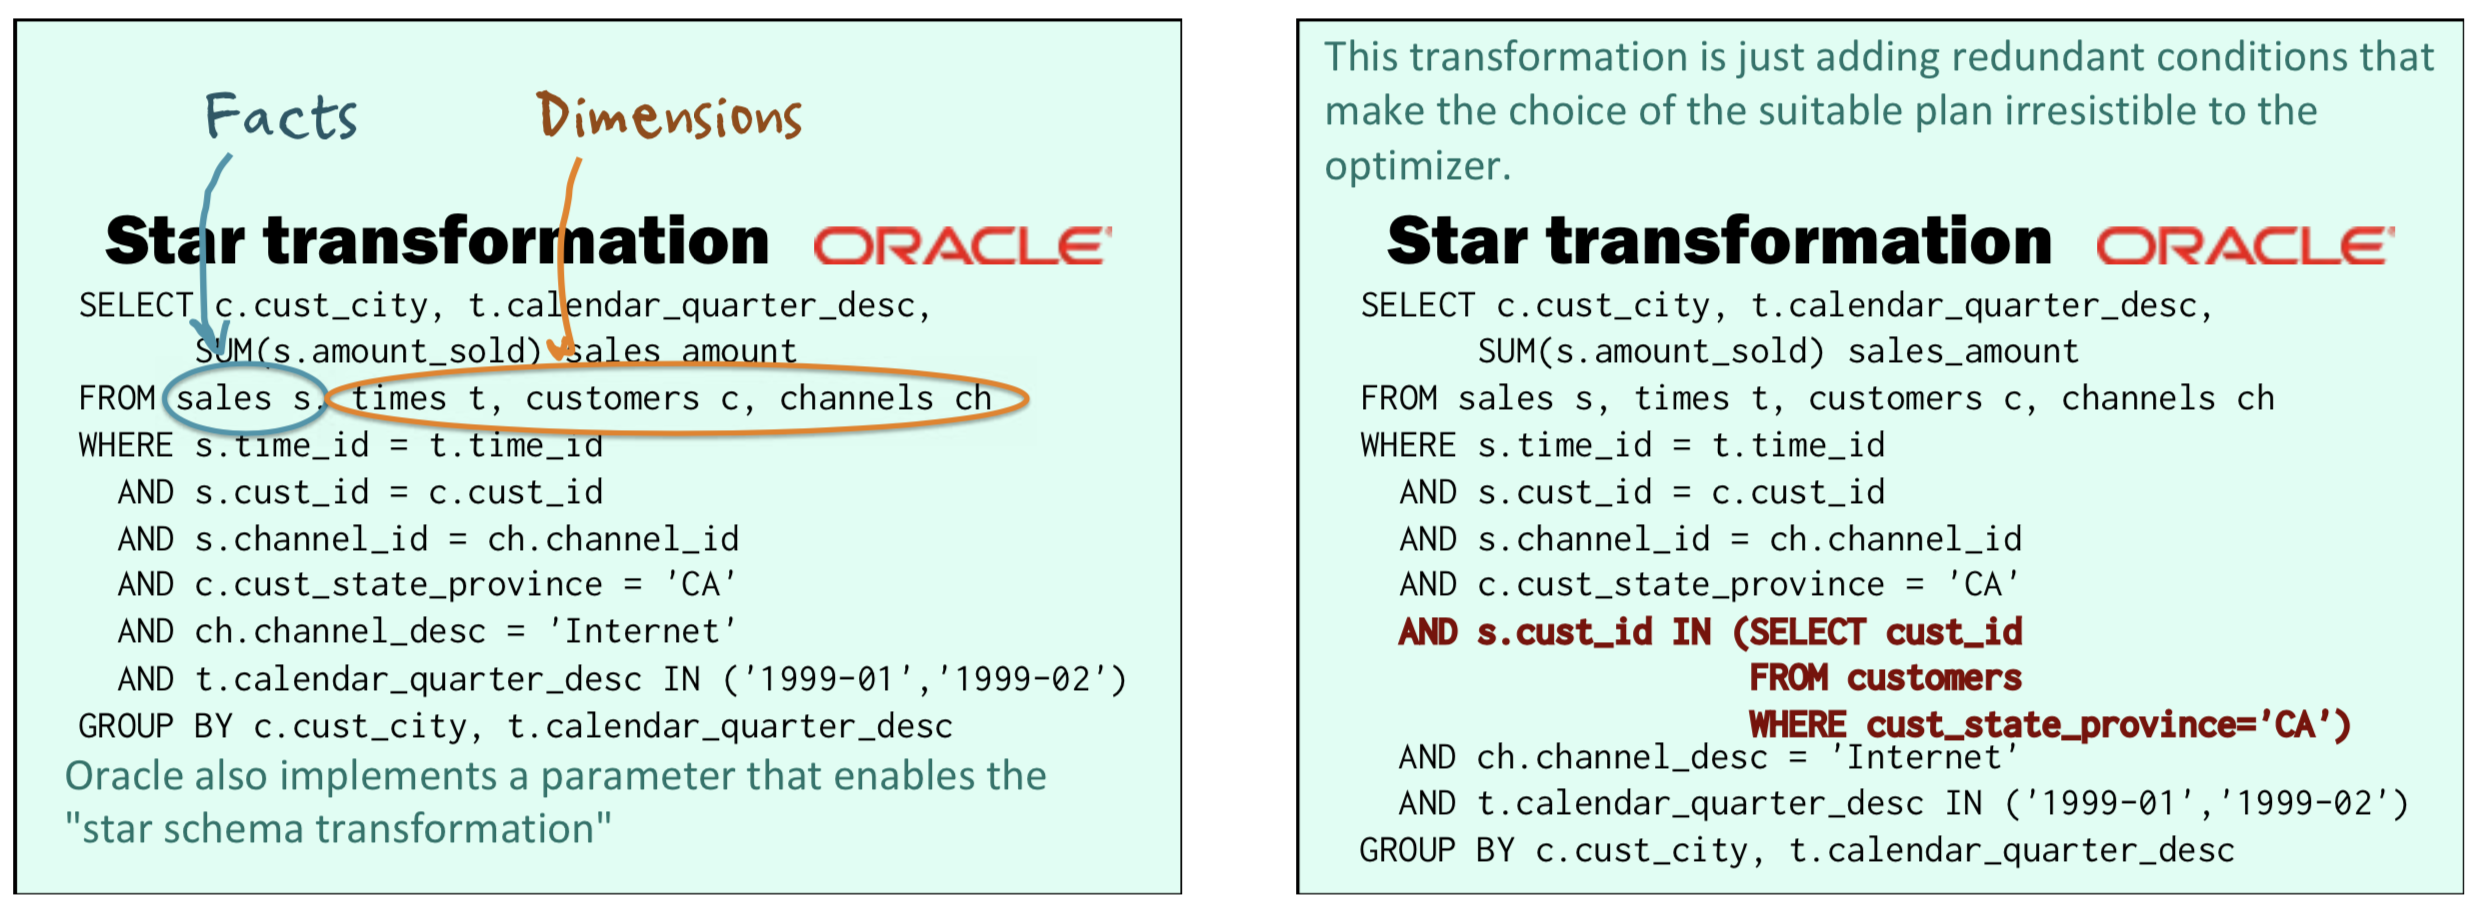 Facts
Dimensions
Star transformation ORACLE
SELECT c.cust_city, t.calendar_quarter_desc,
SUM(s.amount_sold) sales_amount
FROM sales s, times t, customers c, channels ch
WHERE s.time_id = t.time_id
AND s.cust_id = c.cust_id
AND s.channel_id = ch.channel_id
AND c.cust_state_province = 'CA'
AND ch.channel_desc = 'Internet'
AND t.calendar_quarter_desc IN ('1999-01','1999-02')
GROUP BY c.cust_city, t.calendar_quarter_desc
Oracle also implements a parameter that enables the
"star schema transformation"
This transformation is just adding redundant conditions that
make the choice of the suitable plan irresistible to the
optimizer.
Star transformation ORACLE
SELECT c.cust_city, t.calendar_quarter_desc,
SUM(s.amount_sold) sales_amount
FROM sales s, times t, customers c, channels ch
WHERE s.time_id = t.time_id
AND s.cust_id = c.cust_id
AND s.channel_id = ch.channel_id
AND c.cust_state_province = 'CA'
AND s.cust_id IN (SELECT cust_id
FROM customers
WHERE cust_state_province='CA')
AND ch.channel_desc = 'Internet'
AND t.calendar_quarter_desc IN ('1999-01','1999-02')
GROUP BY c.cust_city, t.calendar_quarter_desc